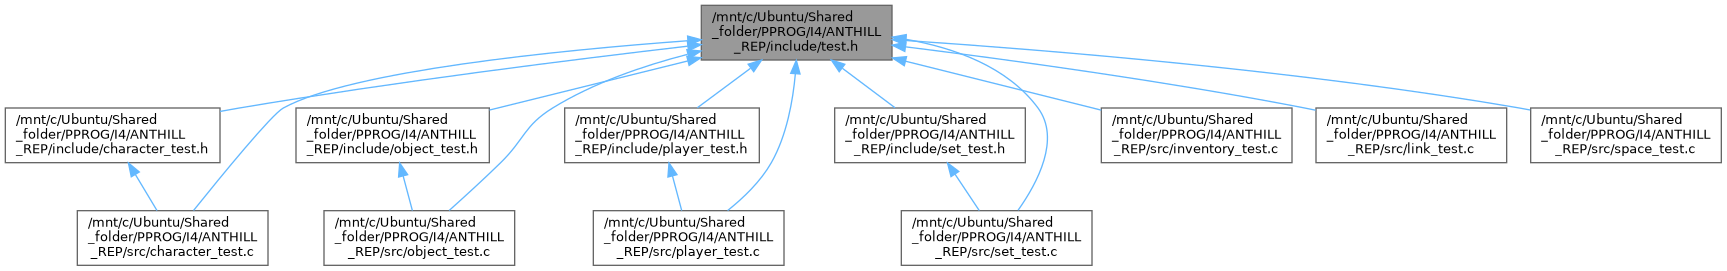 /mnt/c/Ubuntu/Shared
_folder/PPROG/I4/ANTHILL
_REP/include/test.h
/mnt/c/Ubuntu/Shared
_folder/PPROG/I4/ANTHILL
_REP/include/character_test.h
/mnt/c/Ubuntu/Shared
_folder/PPROG/I4/ANTHILL
_REP/include/object_test.h
/mnt/c/Ubuntu/Shared
_folder/PPROG/I4/ANTHILL
_REP/include/player_test.h
/mnt/c/Ubuntu/Shared
_folder/PPROG/I4/ANTHILL
_REP/include/set_test.h
/mnt/c/Ubuntu/Shared
_folder/PPROG/I4/ANTHILL
_REP/src/inventory_test.c
/mnt/c/Ubuntu/Shared
_folder/PPROG/I4/ANTHILL
_REP/src/link_test.c
/mnt/c/Ubuntu/Shared
_folder/PPROG/I4/ANTHILL
_REP/src/space_test.c
/mnt/c/Ubuntu/Shared
_folder/PPROG/I4/ANTHILL
_REP/src/character_test.c
/mnt/c/Ubuntu/Shared
_folder/PPROG/I4/ANTHILL
_REP/src/object_test.c
/mnt/c/Ubuntu/Shared
_folder/PPROG/I4/ANTHILL
_REP/src/player_test.c
/mnt/c/Ubuntu/Shared
_folder/PPROG/I4/ANTHILL
_REP/src/set_test.c